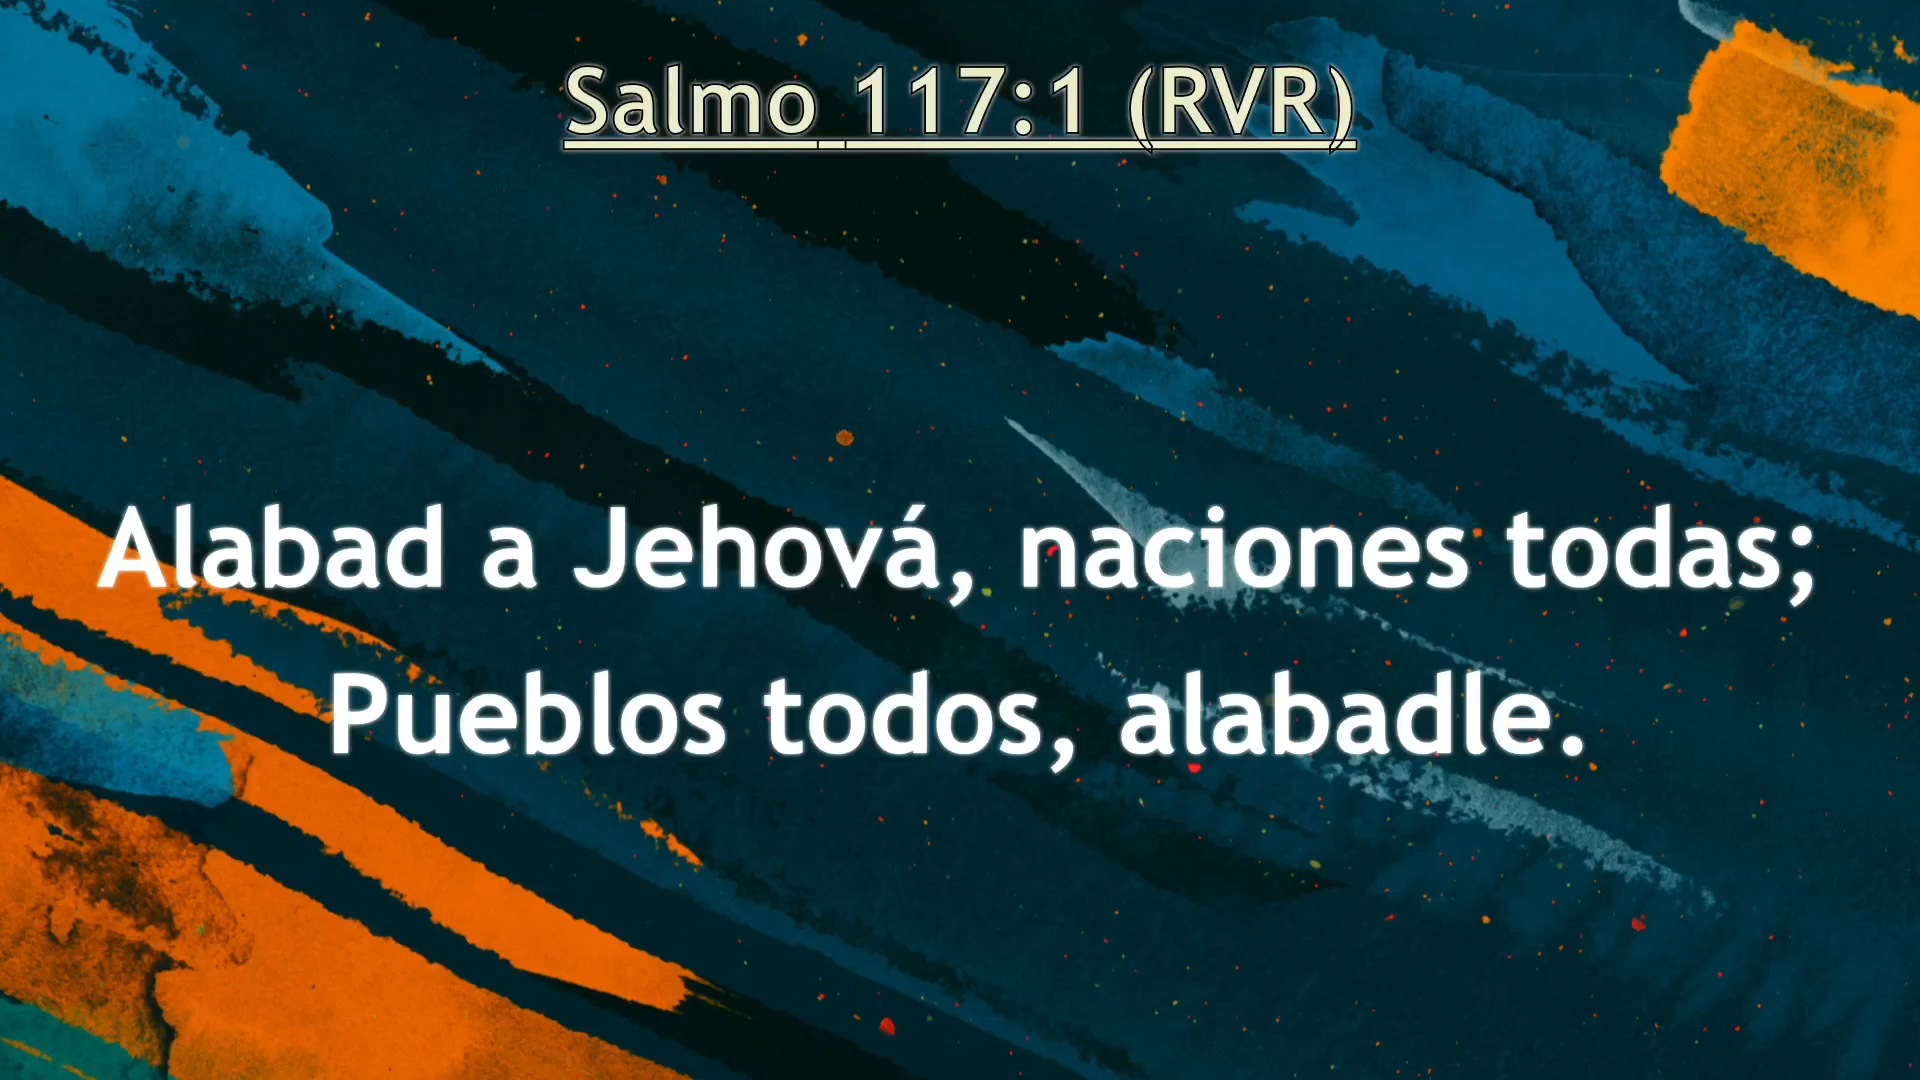 Salmo 117:1 (RVR)
Alabad a Jehová, naciones todas;
Pueblos todos, alabadle.